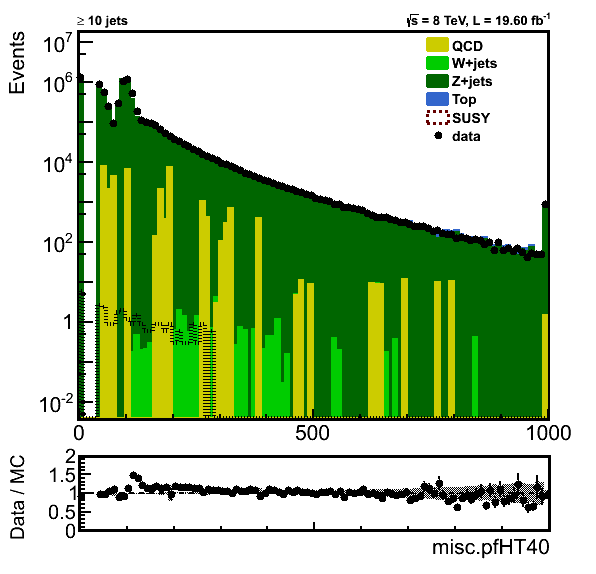 ≥ 10 jets
√s = 8 TeV, L = 19.60 fb⁻¹
Events
10⁷
10⁶
10⁴
10²
1
10⁻²
QCD
W+jets
Z+jets
Top
SUSY
data
0
500
1000
Data / MC
2
1.5
1
0.5
0
misc.pfHT40